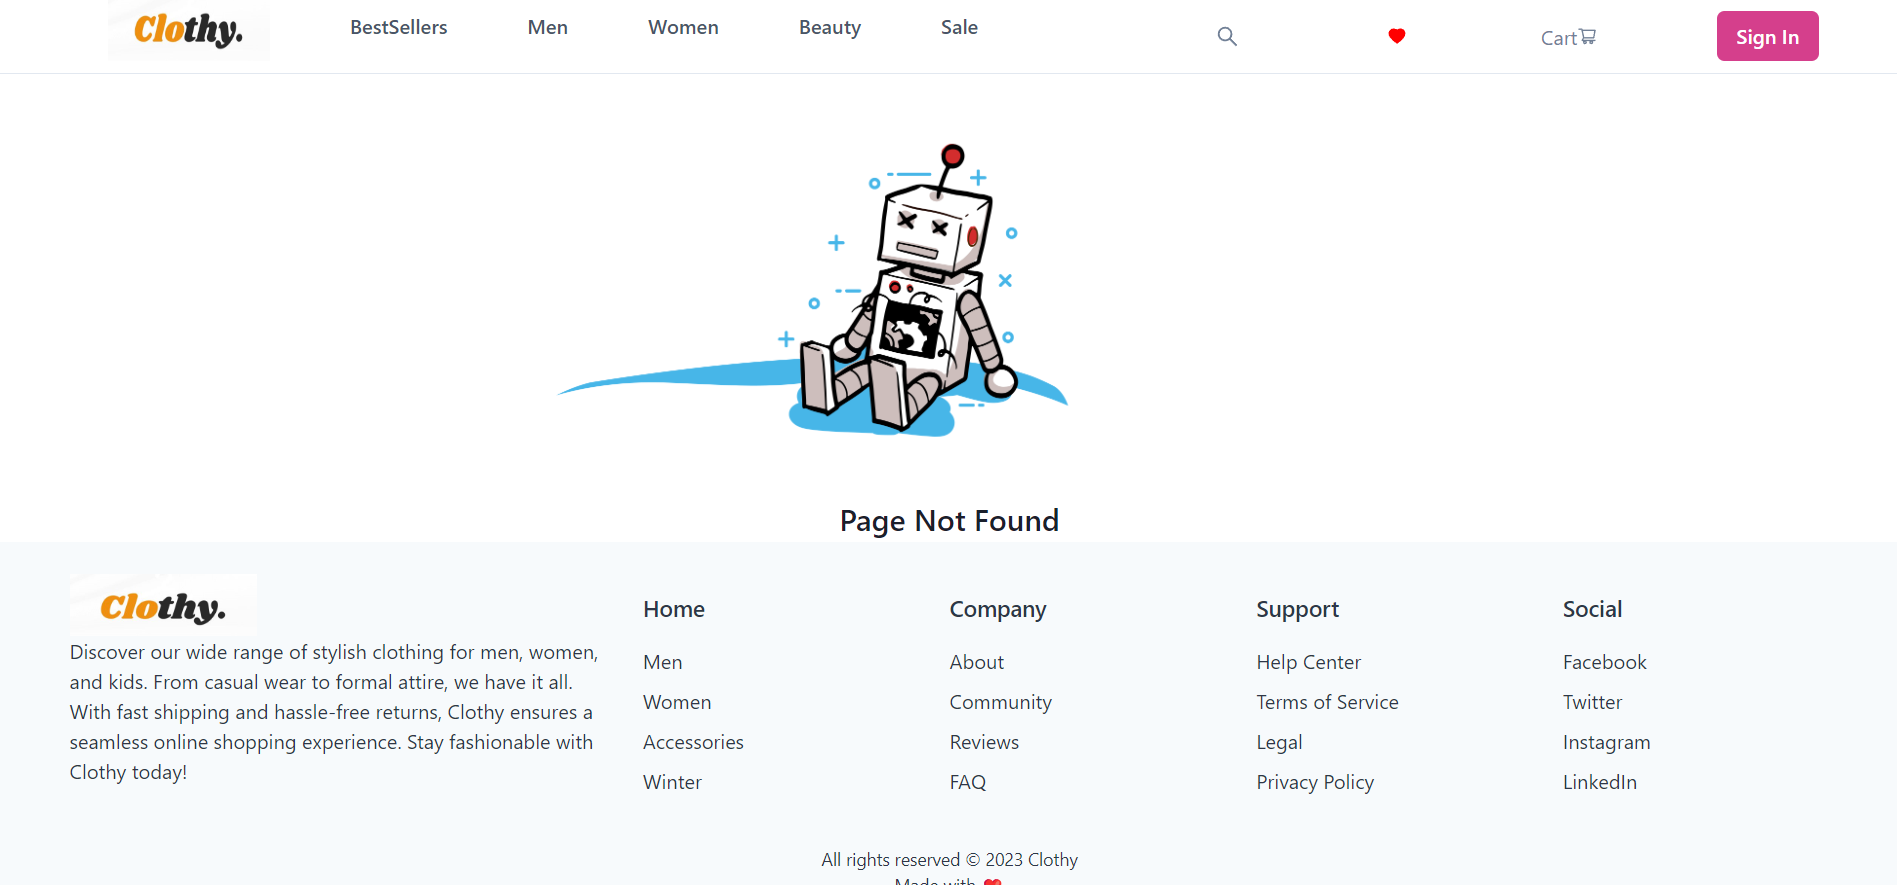 Clothy.
BestSellers Men Women Beauty Sale Cart Sign In
Page Not Found
Clothy.
Discover our wide range of stylish clothing for men, women,
and kids. From casual wear to formal attire, we have it all.
With fast shipping and hassle-free returns, Clothy ensures a
seamless online shopping experience. Stay fashionable with
Clothy today!
Home
Men
Women
Accessories
Winter
Company
About
Community
Reviews
FAQ
Support
Help Center
Terms of Service
Legal
Privacy Policy
Social
Facebook
Twitter
Instagram
LinkedIn
All rights reserved © 2023 Clothy
Made with ❤️